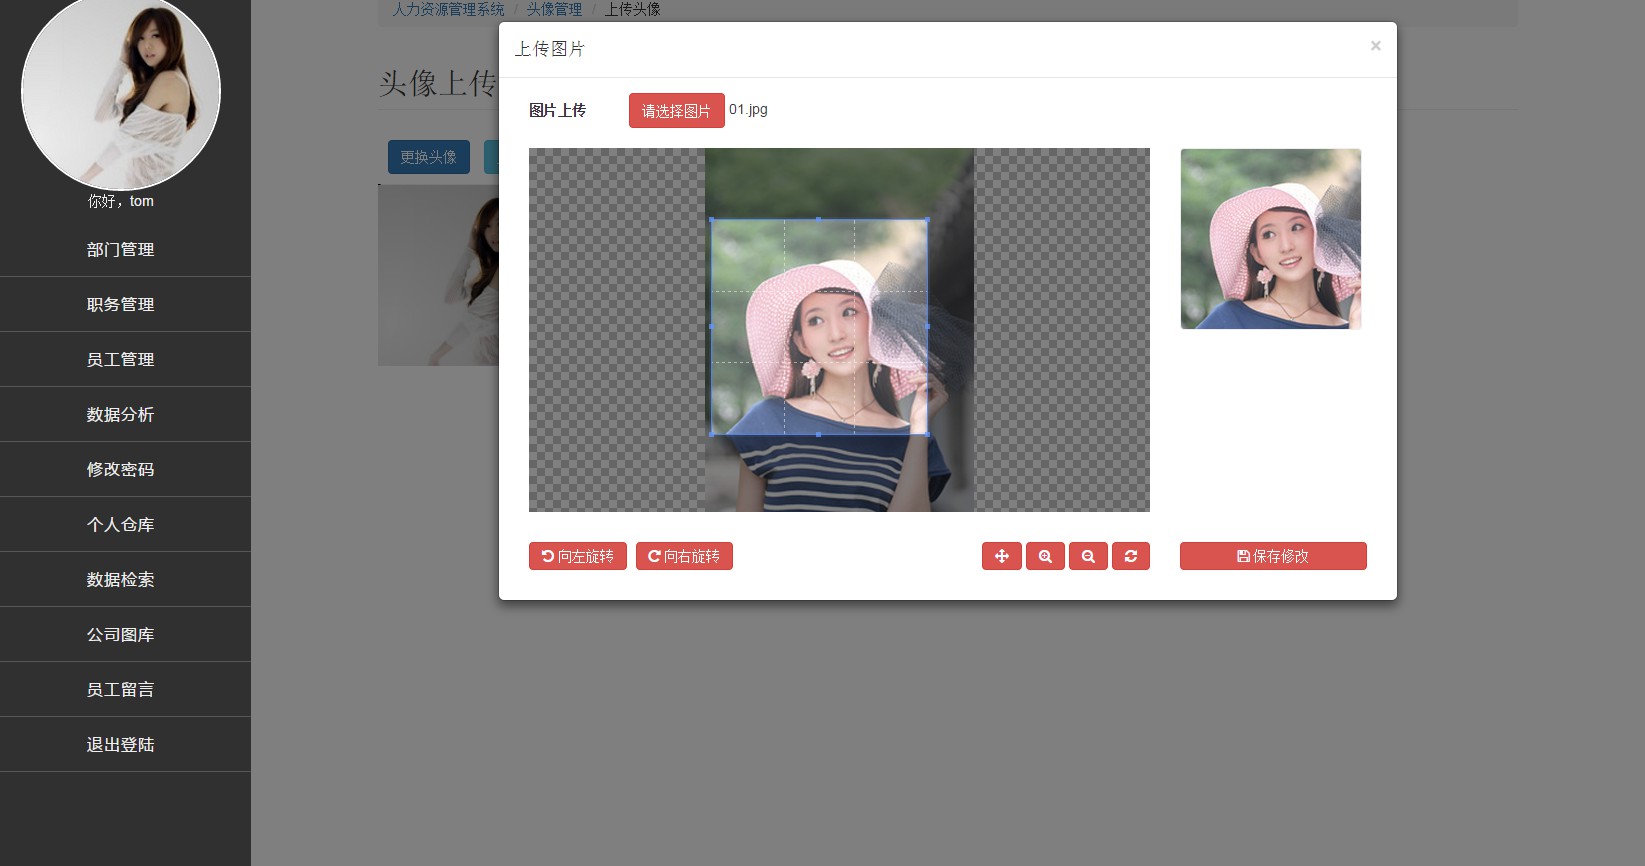 你好，tom
部门管理
职务管理
员工管理
数据分析
修改密码
个人仓库
数据检索
公司图库
员工留言
退出登陆
人力资源管理系统 / 头像管理 / 上传头像
头像上传
更换头像
上传图片 ×
图片上传 请选择图片 01.jpg
向左旋转 向右旋转 保存修改